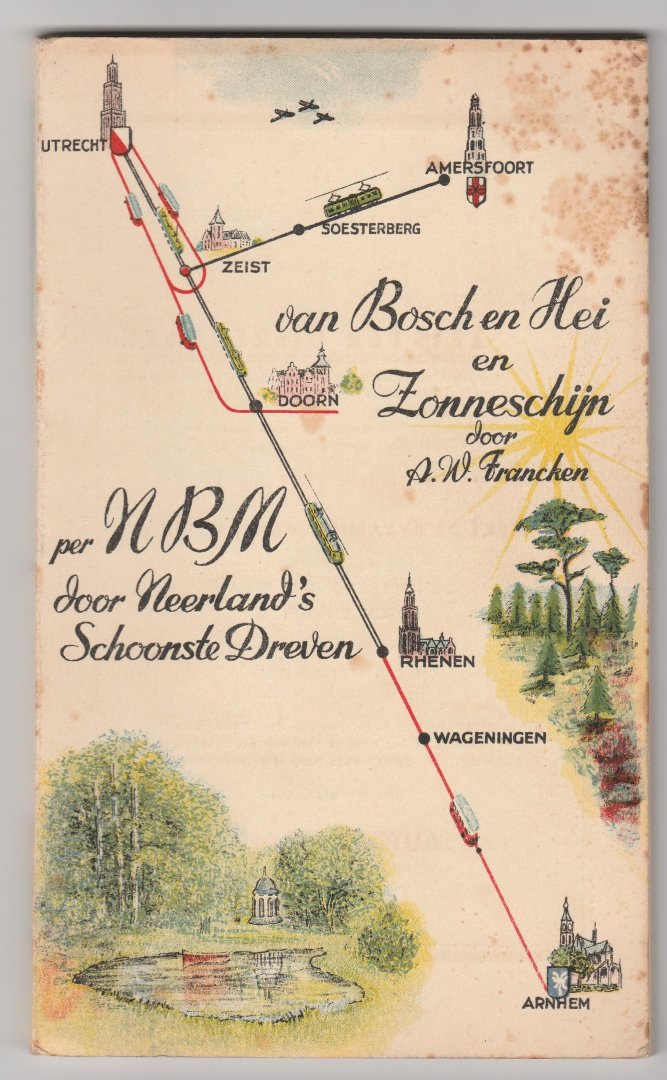 UTRECHT
AMERSFOORT
SOESTERBERG
ZEIST
van Bosch en Hei
en
Zonneschijn
door
A.W. Francken
DOORN
per NBM
door Neerland's
Schoonste Dreven
RHENEN
WAGENINGEN
ARNHEM